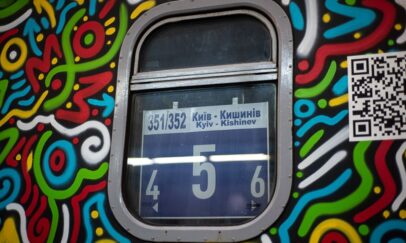 351/352 Київ - Кишинів
Kyiv - Kishinev
5
4 6